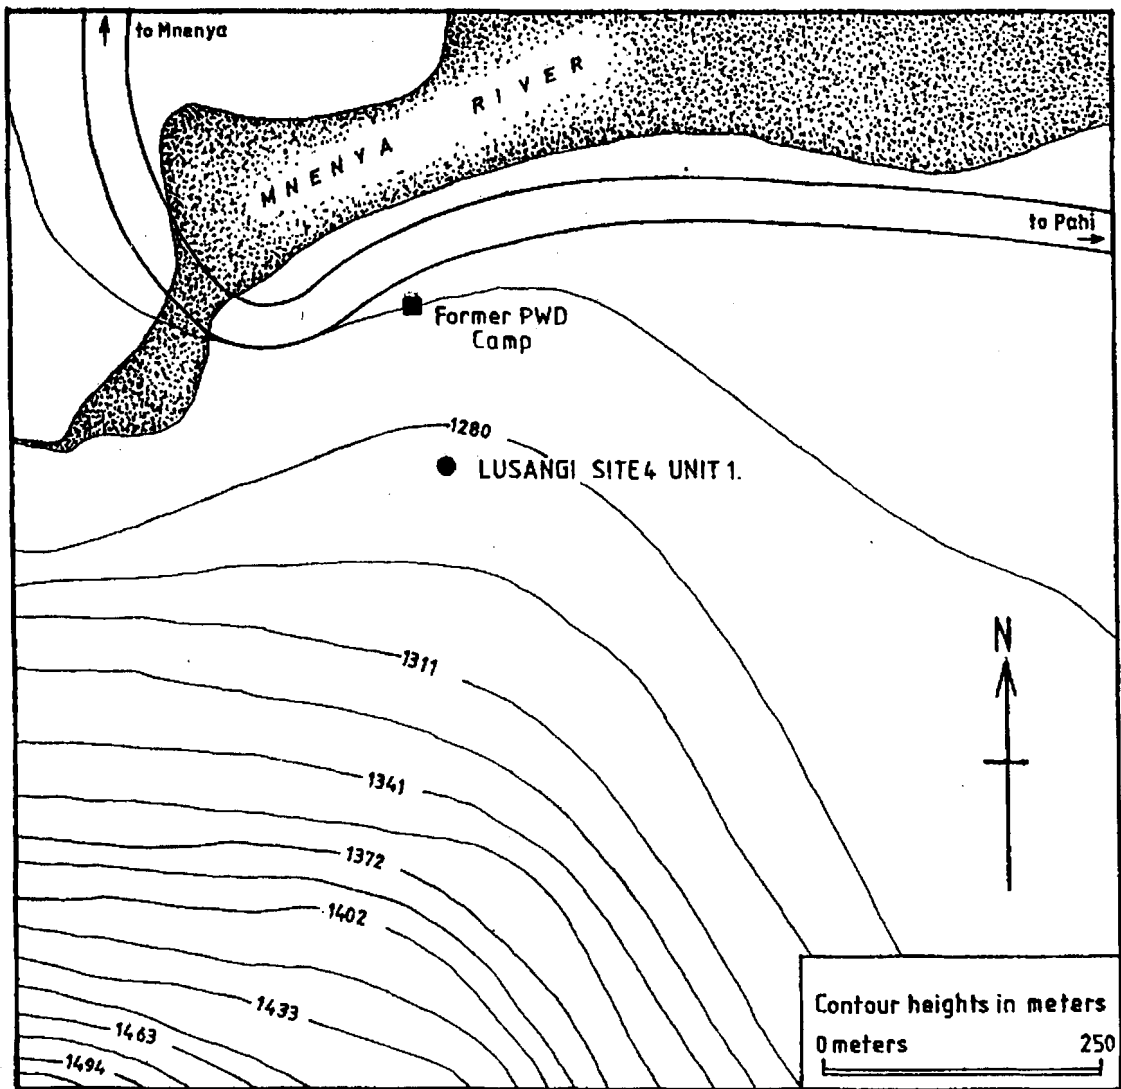 to Mnenya
MNENYA RIVER
to Pahi
Former PWD
Camp
1280
LUSANGI SITE 4 UNIT 1.
1311
N
1341
1372
1402
1433
1463
1494
Contour heights in meters
0 meters 250